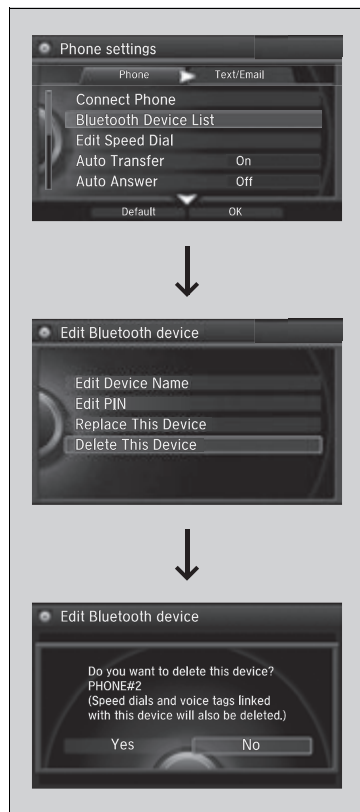 Phone settings
Phone Text/Email
Connect Phone
Bluetooth Device List
Edit Speed Dial
Auto Transfer On
Auto Answer Off
Default OK
Edit Bluetooth device
Edit Device Name
Edit PIN
Replace This Device
Delete This Device
Edit Bluetooth device
Do you want to delete this device?
PHONE#2
(Speed dials and voice tags linked
with this device will also be deleted.)
Yes No